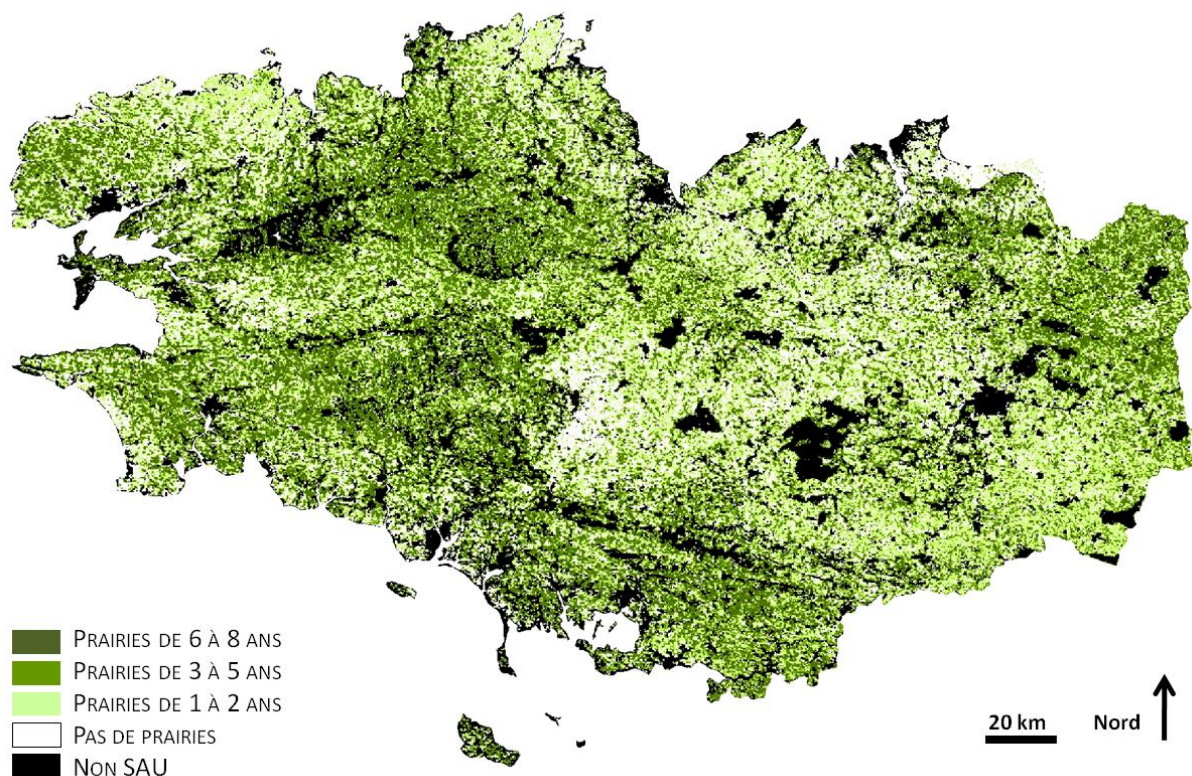 Prairies de 6 à 8 ans
Prairies de 3 à 5 ans
Prairies de 1 à 2 ans
Pas de prairies
Non SAU
20 km
Nord